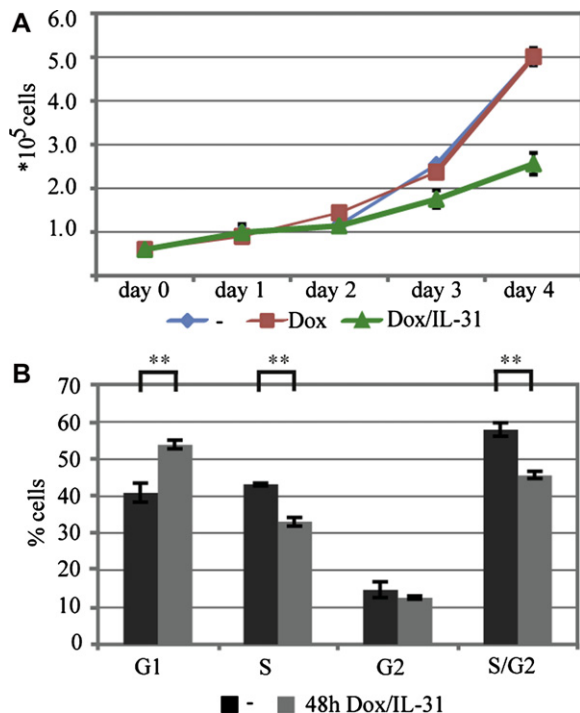 A
6.0
5.0
4.0
3.0
2.0
1.0
*10⁵ cells
day 0 day 1 day 2 day 3 day 4
- Dox Dox/IL-31
B
** ** **
70
60
50
40
30
20
10
0
% cells
G1 S G2 S/G2
- 48h Dox/IL-31